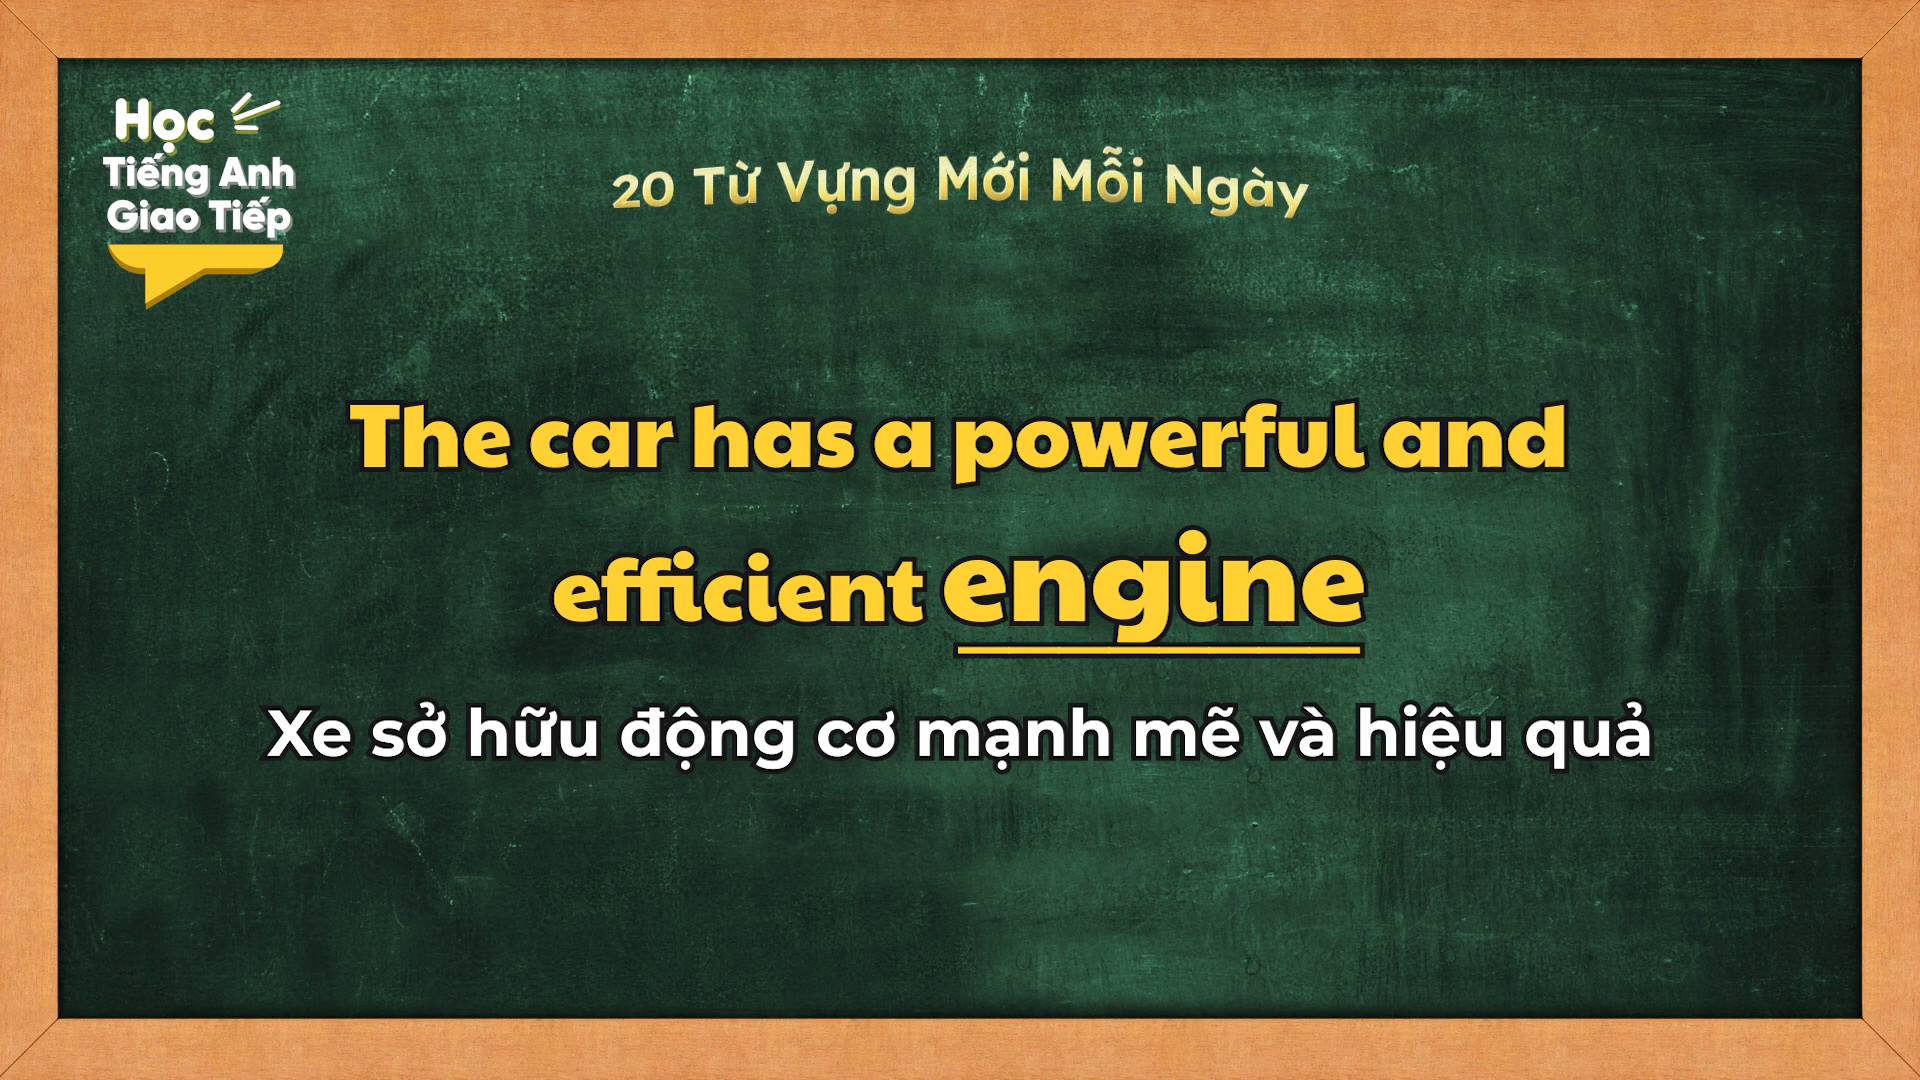 Học
Tiếng Anh
Giao Tiếp
20 Từ Vựng Mới Mỗi Ngày
The car has a powerful and
efficient engine
Xe sở hữu động cơ mạnh mẽ và hiệu quả